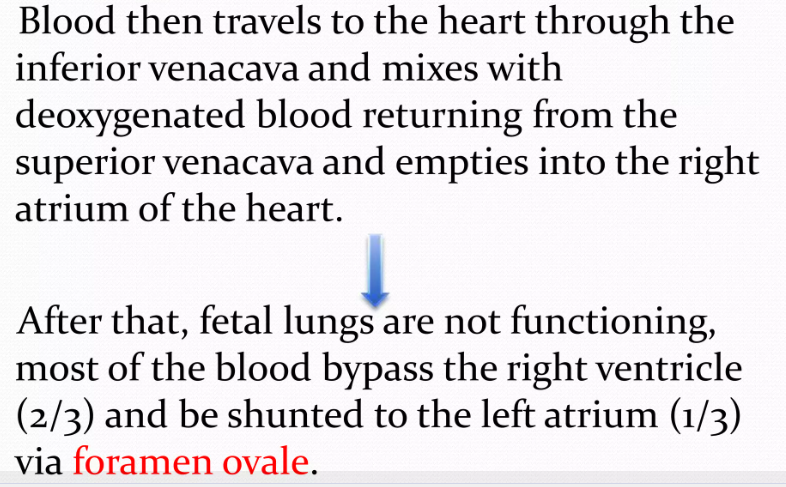 Blood then travels to the heart through the
inferior venacava and mixes with
deoxygenated blood returning from the
superior venacava and empties into the right
atrium of the heart.
After that, fetal lungs are not functioning,
most of the blood bypass the right ventricle
(2/3) and be shunted to the left atrium (1/3)
via foramen ovale.